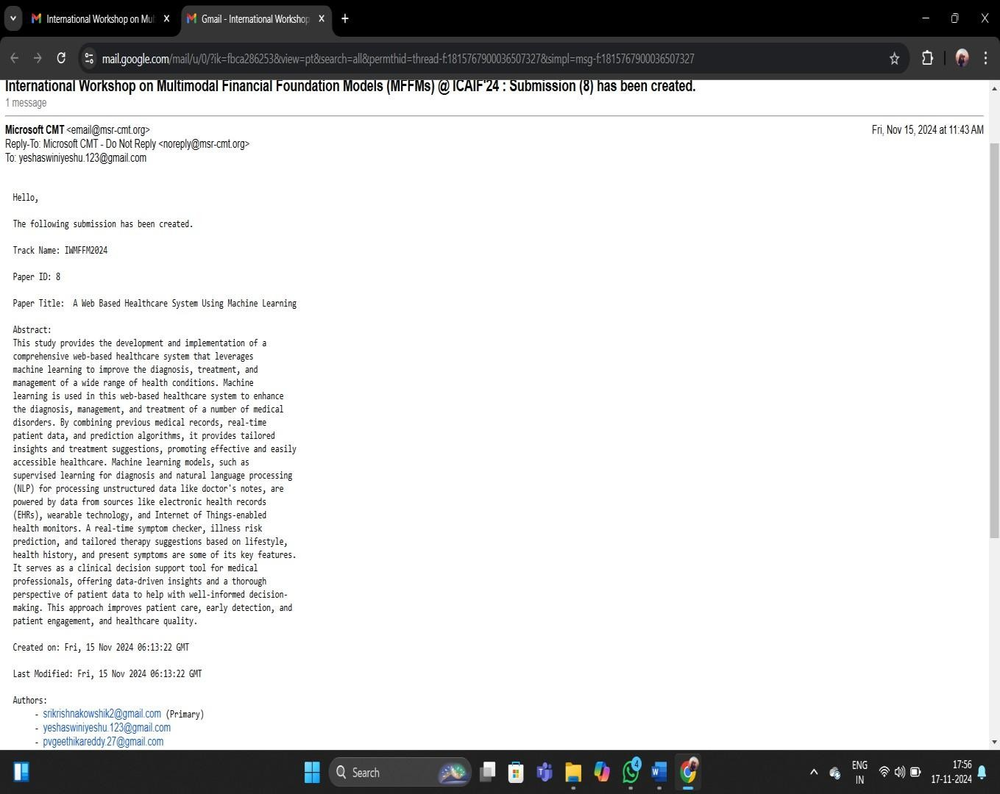 International Workshop on Mul
Gmail - International Workshop
mail.google.com/mail/u/0/?ik=fbca286253&view=pt&search=all&permthid=thread-f:1815767900036507327&simpl=msg-f:1815767900036507327
International Workshop on Multimodal Financial Foundation Models (MFFMs) @ ICAIF'24 : Submission (8) has been created.
1 message
Microsoft CMT <email@msr-cmt.org> Fri, Nov 15, 2024 at 11:43 AM
Reply-To: Microsoft CMT - Do Not Reply <noreply@msr-cmt.org>
To: yeshaswiniyeshu.123@gmail.com
Hello,
The following submission has been created.
Track Name: IWMFFM2024
Paper ID: 8
Paper Title: A Web Based Healthcare System Using Machine Learning
Abstract:
This study provides the development and implementation of a
comprehensive web-based healthcare system that leverages
machine learning to improve the diagnosis, treatment, and
management of a wide range of health conditions. Machine
learning is used in this web-based healthcare system to enhance
the diagnosis, management, and treatment of a number of medical
disorders. By combining previous medical records, real-time
patient data, and prediction algorithms, it provides tailored
insights and treatment suggestions, promoting effective and easily
accessible healthcare. Machine learning models, such as
supervised learning for diagnosis and natural language processing
(NLP) for processing unstructured data like doctor's notes, are
powered by data from sources like electronic health records
(EHRs), wearable technology, and Internet of Things-enabled
health monitors. A real-time symptom checker, illness risk
prediction, and tailored therapy suggestions based on lifestyle,
health history, and present symptoms are some of its key features.
It serves as a clinical decision support tool for medical
professionals, offering data-driven insights and a thorough
perspective of patient data to help with well-informed decision-
making. This approach improves patient care, early detection, and
patient engagement, and healthcare quality.
Created on: Fri, 15 Nov 2024 06:13:22 GMT
Last Modified: Fri, 15 Nov 2024 06:13:22 GMT
Authors:
- srikrishnakowshik2@gmail.com (Primary)
- yeshaswiniyeshu.123@gmail.com
- pvgeethikareddy.27@gmail.com
Search
4
ENG
IN
17:56
17-11-2024